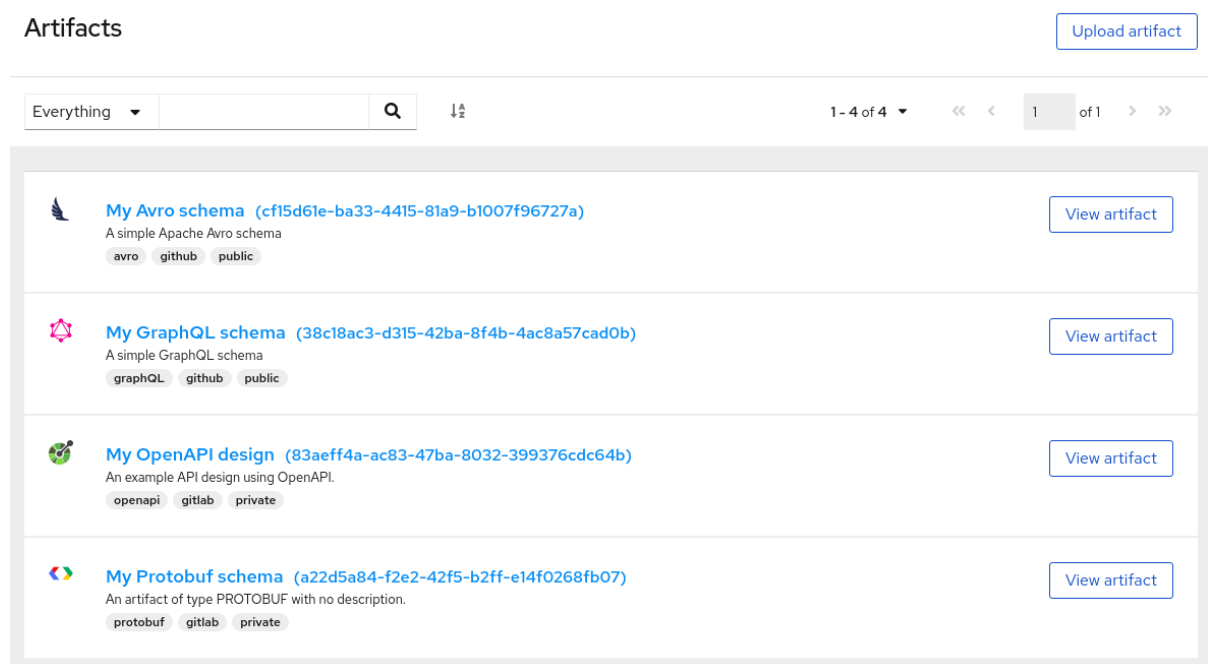 Artifacts
Upload artifact
Everything
1 - 4 of 4
1 of 1
My Avro schema (cf15d61e-ba33-4415-81a9-b1007f96727a)
View artifact
A simple Apache Avro schema
avro github public
My GraphQL schema (38c18ac3-d315-42ba-8f4b-4ac8a57cad0b)
View artifact
A simple GraphQL schema
graphQL github public
My OpenAPI design (83aeff4a-ac83-47ba-8032-399376cdc64b)
View artifact
An example API design using OpenAPI.
openapi gitlab private
My Protobuf schema (a22d5a84-f2e2-42f5-b2ff-e14f0268fb07)
View artifact
An artifact of type PROTOBUF with no description.
protobuf gitlab private